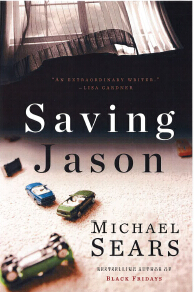 "AN EXTRAORDINARY WRITER."
—LISA GARDNER
Saving
Jason
MICHAEL
SEARS
BESTSELLING AUTHOR OF
BLACK FRIDAYS